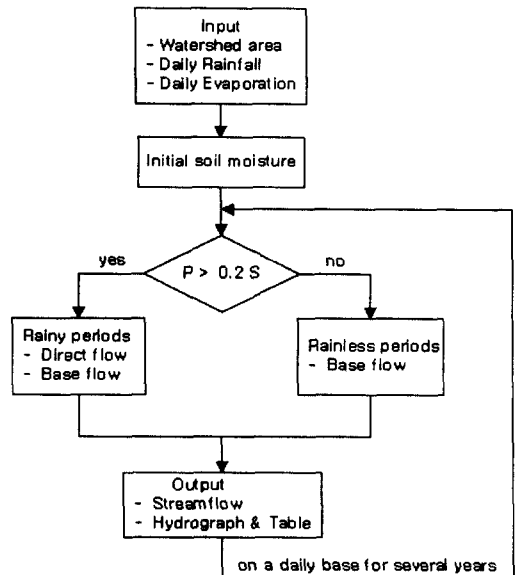 Input
- Watershed area
- Daily Rainfall
- Daily Evaporation
Initial soil moisture
P > 0.2 S
yes
no
Rainy periods
- Direct flow
- Base flow
Rainless periods
- Base flow
Output
- Streamflow
- Hydrograph & Table
on a daily base for several years